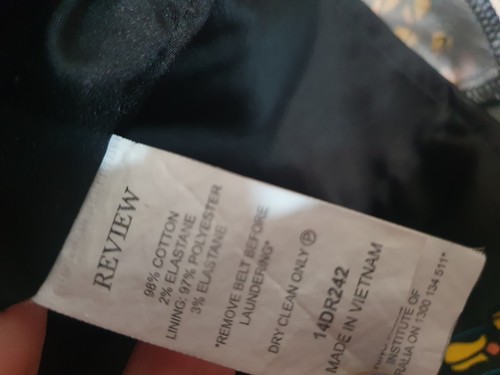 REVIEW
98% COTTON
2% ELASTANE
LINING: 97% POLYESTER
3% ELASTANE
*REMOVE BELT BEFORE
LAUNDERING*
DRY CLEAN ONLY Ⓟ
14DR242
MADE IN VIETNAM
INSTITUTE OF
RALIA ON 1300 134 511*